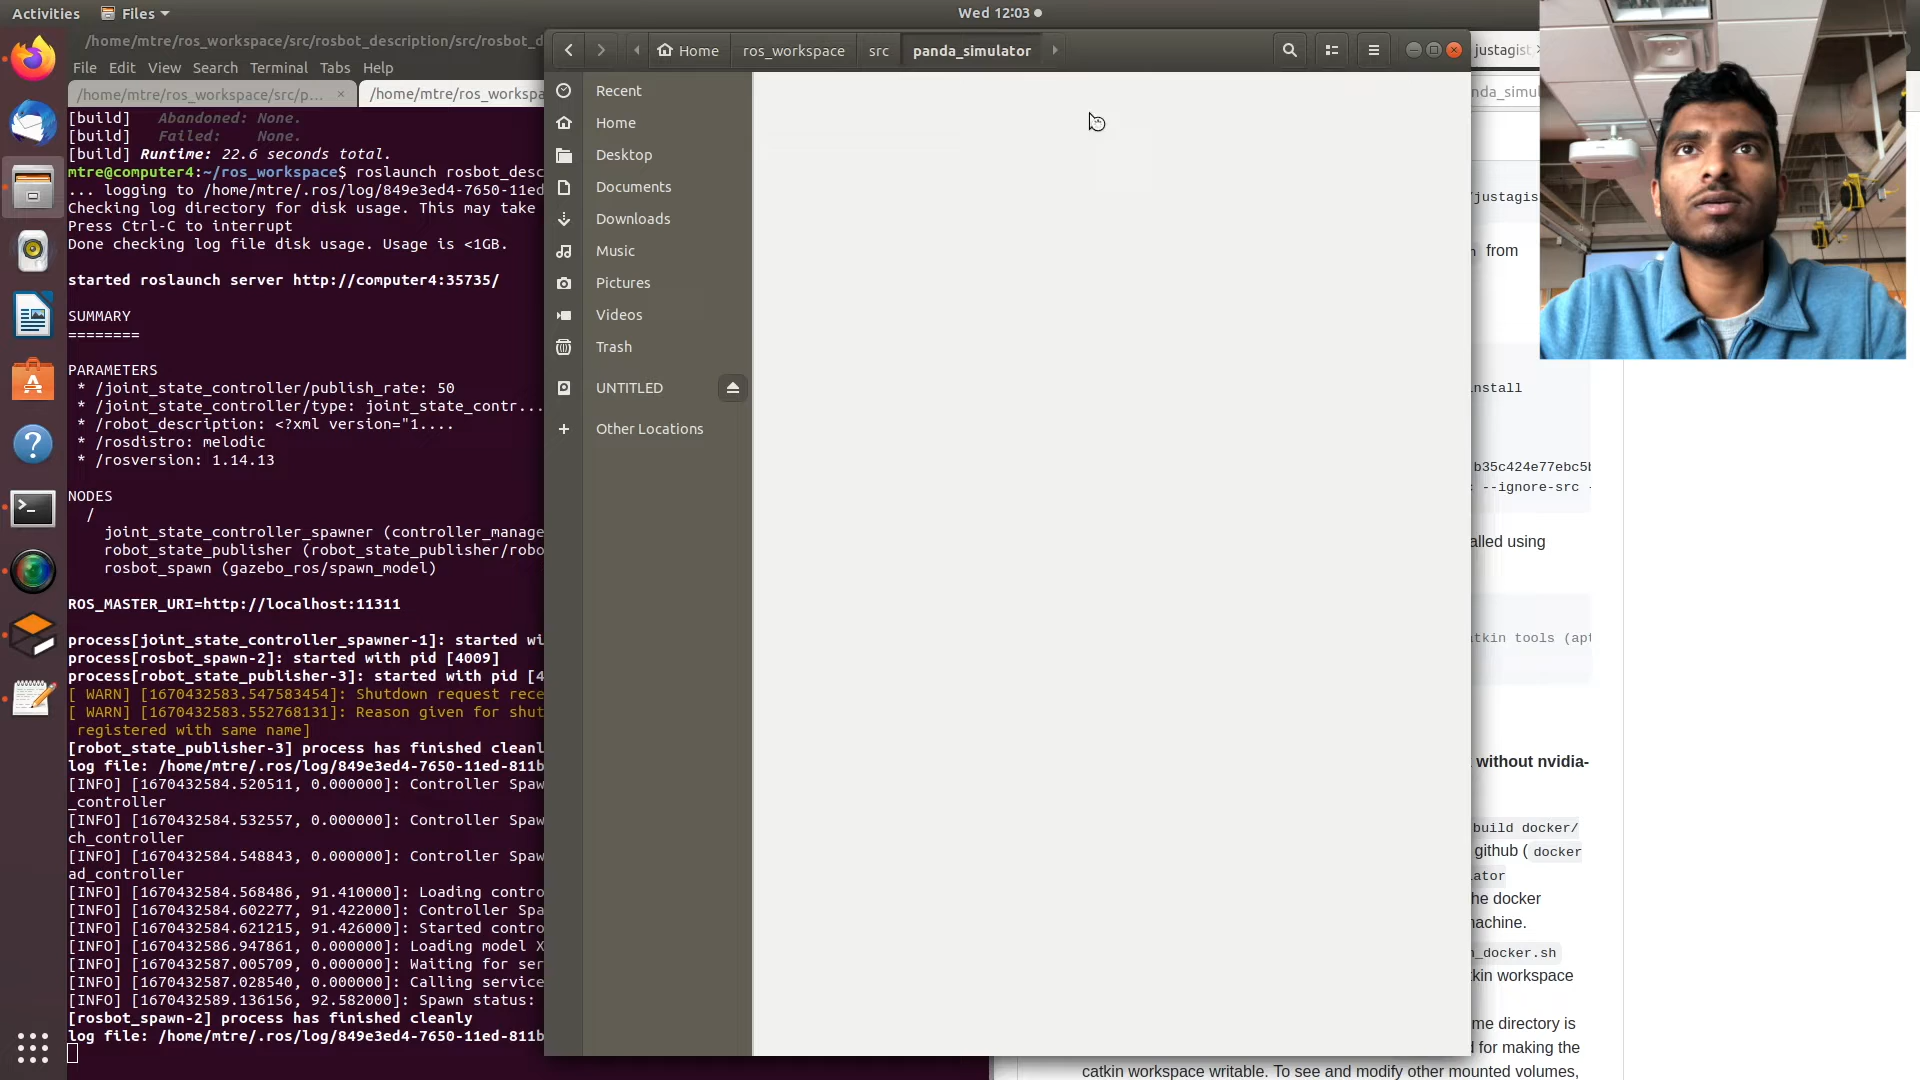 Activities
Files
Wed 12:03
/home/mtre/ros_workspace/src/rosbot_description/src/rosbot_d
File Edit View Search Terminal Tabs Help
/home/mtre/ros_workspace/src/p...
/home/mtre/ros_workspa
[build] Abandoned: None.
[build] Failed: None.
[build] Runtime: 22.6 seconds total.
mtre@computer4:~/ros_workspace$ roslaunch rosbot_desc
... logging to /home/mtre/.ros/log/849e3ed4-7650-11ed
Checking log directory for disk usage. This may take
Press Ctrl-C to interrupt
Done checking log file disk usage. Usage is <1GB.
started roslaunch server http://computer4:35735/
SUMMARY
========
PARAMETERS
* /joint_state_controller/publish_rate: 50
* /joint_state_controller/type: joint_state_contr...
* /robot_description: <?xml version="1....
* /rosdistro: melodic
* /rosversion: 1.14.13
NODES
/
joint_state_controller_spawner (controller_manage
robot_state_publisher (robot_state_publisher/robo
rosbot_spawn (gazebo_ros/spawn_model)
ROS_MASTER_URI=http://localhost:11311
process[joint_state_controller_spawner-1]: started wi
process[rosbot_spawn-2]: started with pid [4009]
process[robot_state_publisher-3]: started with pid [4
[ WARN] [1670432583.547583454]: Shutdown request rece
[ WARN] [1670432583.552768131]: Reason given for shut
registered with same name]
[robot_state_publisher-3] process has finished cleanl
log file: /home/mtre/.ros/log/849e3ed4-7650-11ed-811b
[INFO] [1670432584.520511, 0.000000]: Controller Spaw
_controller
[INFO] [1670432584.532557, 0.000000]: Controller Spaw
ch_controller
[INFO] [1670432584.548843, 0.000000]: Controller Spaw
ad_controller
[INFO] [1670432584.568486, 91.410000]: Loading contro
[INFO] [1670432584.602277, 91.422000]: Controller Spa
[INFO] [1670432584.621215, 91.426000]: Started contro
[INFO] [1670432586.947861, 0.000000]: Loading model X
[INFO] [1670432587.005709, 0.000000]: Waiting for ser
[INFO] [1670432587.028540, 0.000000]: Calling service
[INFO] [1670432589.136156, 92.582000]: Spawn status:
[rosbot_spawn-2] process has finished cleanly
log file: /home/mtre/.ros/log/849e3ed4-7650-11ed-811b
Home
ros_workspace
src
panda_simulator
Recent
Home
Desktop
Documents
Downloads
Music
Pictures
Videos
Trash
UNTITLED
Other Locations
justagist
nda_simul
/justagis
from
nstall
b35c424e77ebc5b
--ignore-src -
alled using
atkin tools (apt
without nvidia-
build docker/
github ( docker
ator
he docker
nachine.
n_docker.sh
tkin workspace
me directory is
d for making the
catkin workspace writable. To see and modify other mounted volumes,